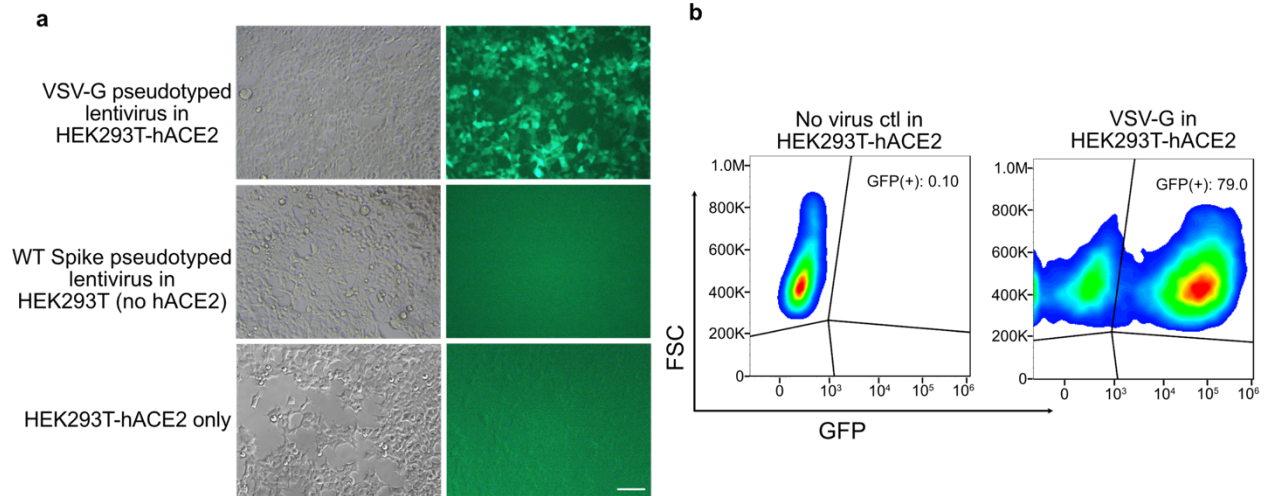 a
VSV-G pseudotyped
lentivirus in
HEK293T-hACE2
WT Spike pseudotyped
lentivirus in
HEK293T (no hACE2)
HEK293T-hACE2 only
b
No virus ctl in
HEK293T-hACE2
1.0M
800K
600K
400K
200K
0
GFP(+): 0.10
0 10³ 10⁴ 10⁵ 10⁶
VSV-G in
HEK293T-hACE2
1.0M
800K
600K
400K
200K
0
GFP(+): 79.0
0 10³ 10⁴ 10⁵ 10⁶
FSC
GFP